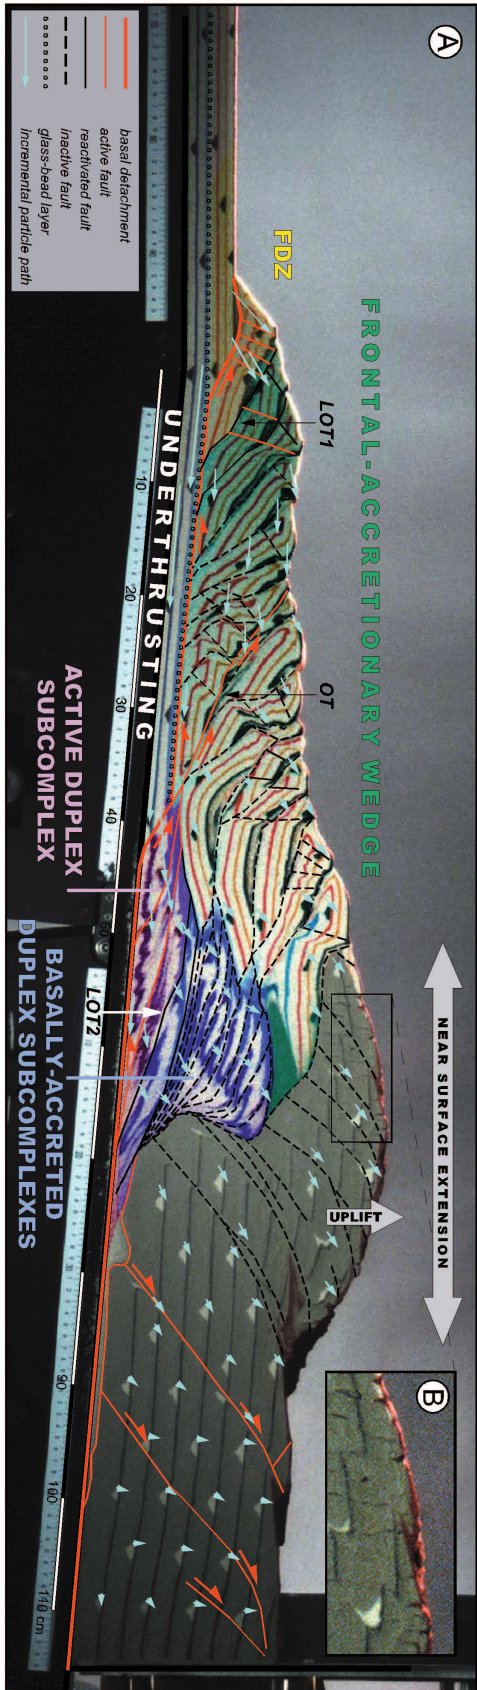 A
FRONTAL-ACCRETIONARY WEDGE
NEAR SURFACE EXTENSION
B
UPLIFT
FDZ
LOT1
OT
UNDERTHRUSTING
basal detachment
active fault
reactivated fault
inactive fault
glass-bead layer
incremental particle path
10
20
30
40
50
90
100
110 cm
LOT2
ACTIVE DUPLEX
SUBCOMPLEX
BASALLY-ACCRETED
DUPLEX SUBCOMPLEXES